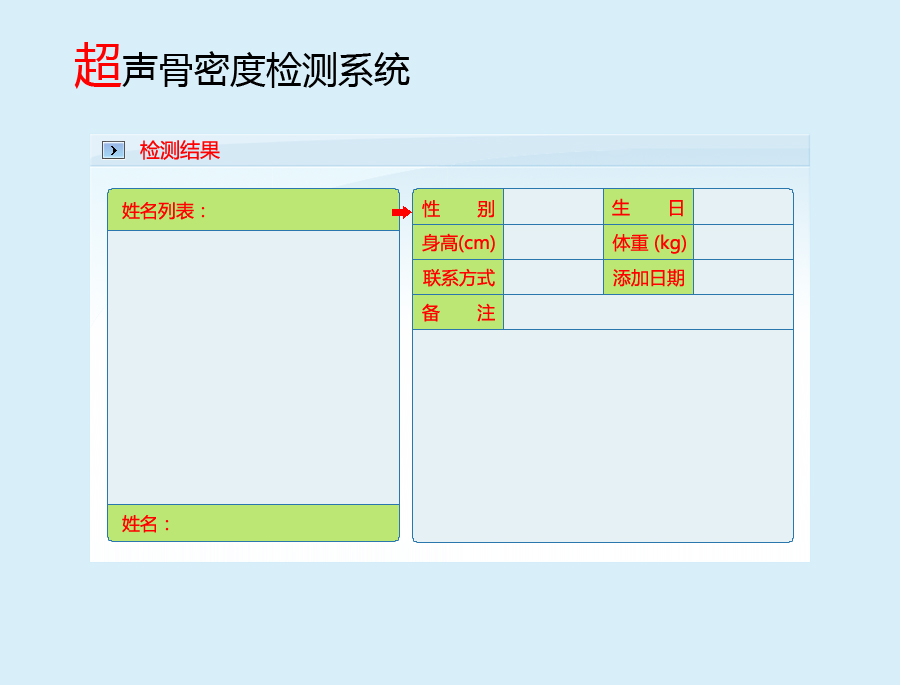 超声骨密度检测系统
检测结果
姓名列表：
性 别 生 日
身高(cm) 体重 (kg)
联系方式 添加日期
备 注
姓名：